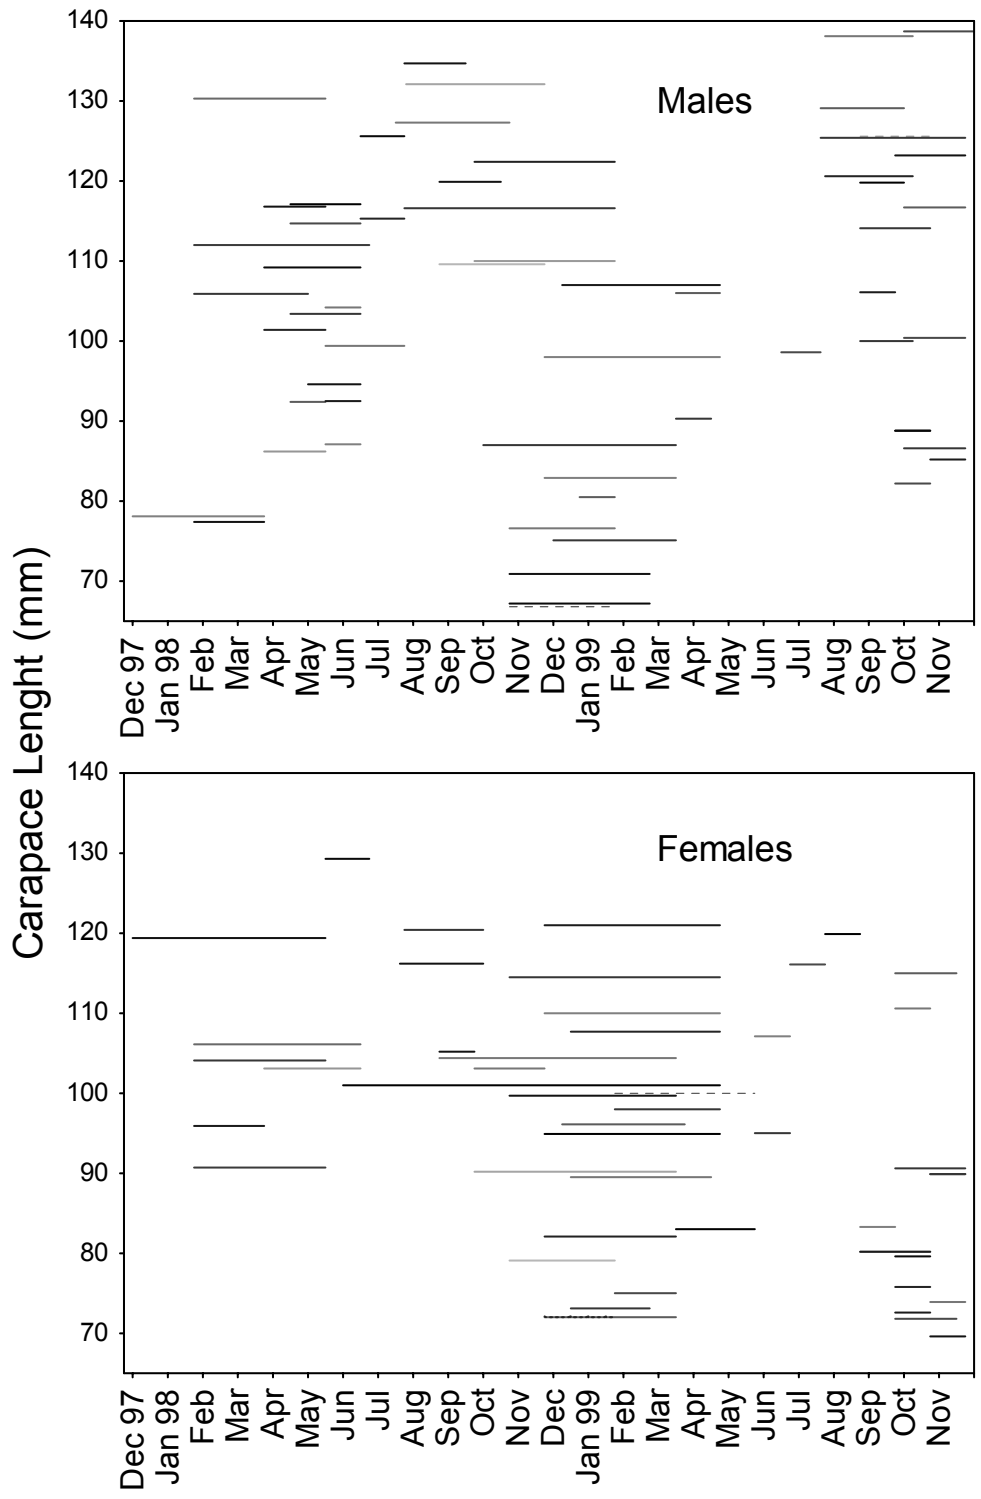 Carapace Lenght (mm)
140
130
120
110
100
90
80
70
Males
Dec 97
Jan 98
Feb
Mar
Apr
May
Jun
Jul
Aug
Sep
Oct
Nov
Dec
Jan 99
Feb
Mar
Apr
May
Jun
Jul
Aug
Sep
Oct
Nov
140
130
120
110
100
90
80
70
Females
Dec 97
Jan 98
Feb
Mar
Apr
May
Jun
Jul
Aug
Sep
Oct
Nov
Dec
Jan 99
Feb
Mar
Apr
May
Jun
Jul
Aug
Sep
Oct
Nov